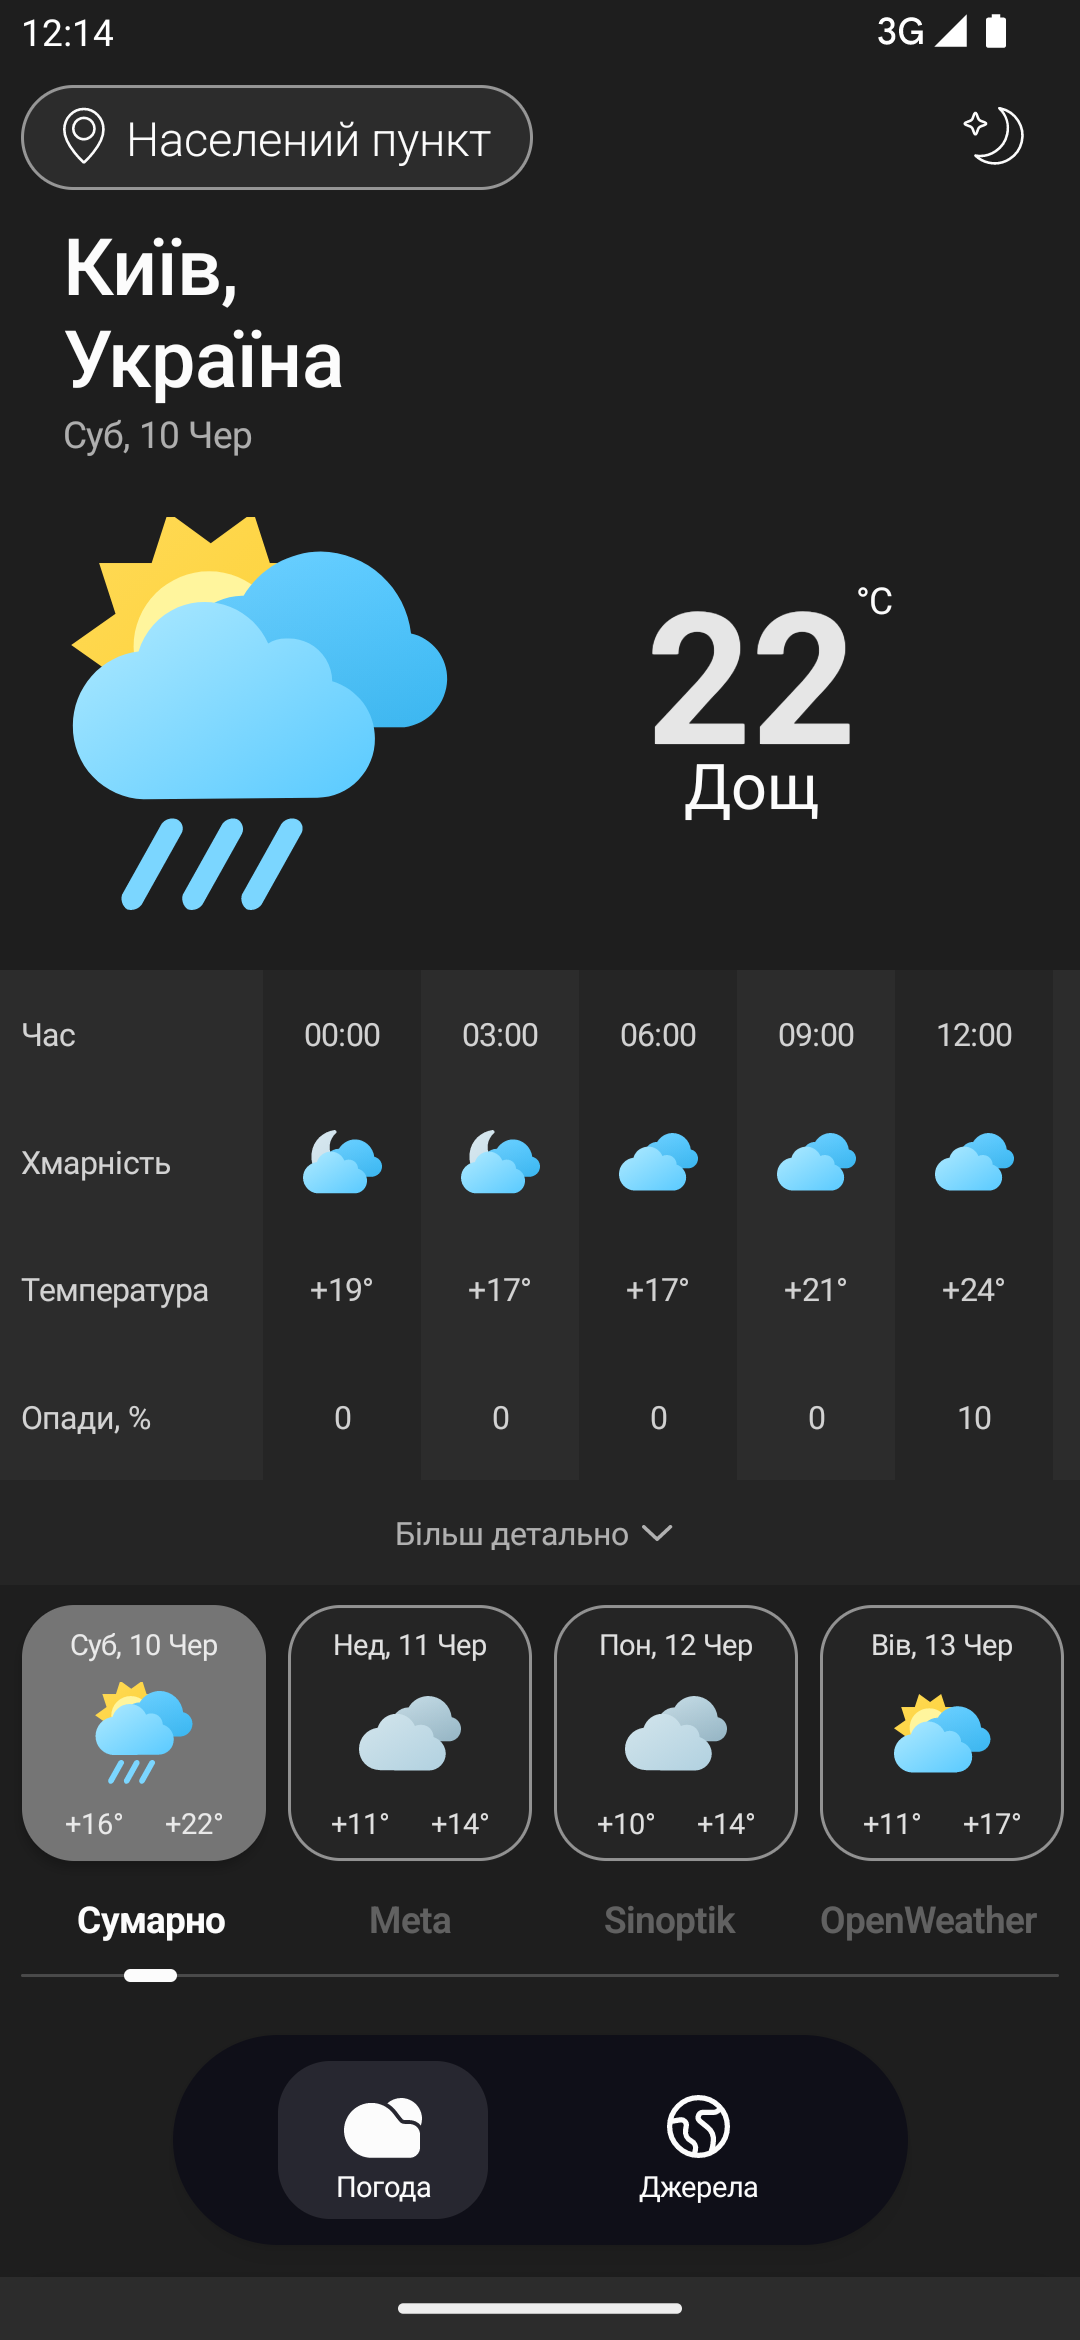 12:14 3G
Населений пункт
Київ,
Україна
Суб, 10 Чер
22 °C
Дощ
Час 00:00 03:00 06:00 09:00 12:00
Хмарність
Температура +19° +17° +17° +21° +24°
Опади, % 0 0 0 0 10
Більш детально
Суб, 10 Чер Нед, 11 Чер Пон, 12 Чер Вів, 13 Чер
+16° +22° +11° +14° +10° +14° +11° +17°
Сумарно Meta Sinoptik OpenWeather
Погода Джерела